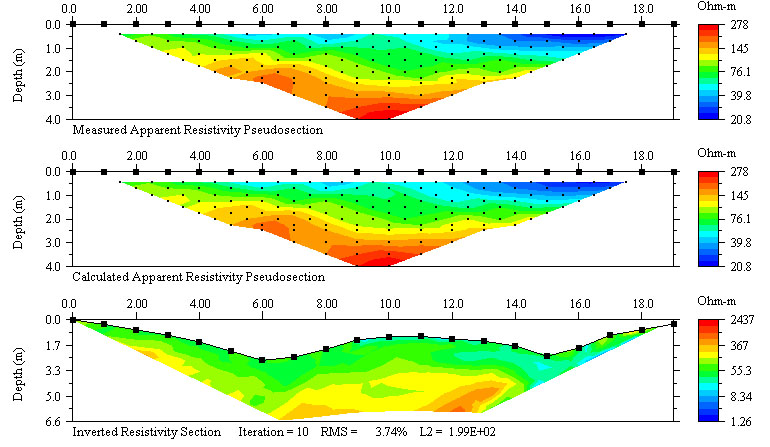 Ohm-m
0.0 2.00 4.00 6.00 8.00 10.0 12.0 14.0 16.0 18.0
0.0 278
1.0 145
2.0 76.1
3.0 39.8
4.0 20.8
Depth (m)
Measured Apparent Resistivity Pseudosection
Ohm-m
0.0 2.00 4.00 6.00 8.00 10.0 12.0 14.0 16.0 18.0
0.0 278
1.0 145
2.0 76.1
3.0 39.8
4.0 20.8
Depth (m)
Calculated Apparent Resistivity Pseudosection
Ohm-m
0.0 2.00 4.00 6.00 8.00 10.0 12.0 14.0 16.0 18.0
0.0 2437
1.7 367
3.3 55.3
5.0 8.34
6.6 1.26
Depth (m)
Inverted Resistivity Section Iteration = 10 RMS = 3.74% L2 = 1.99E+02